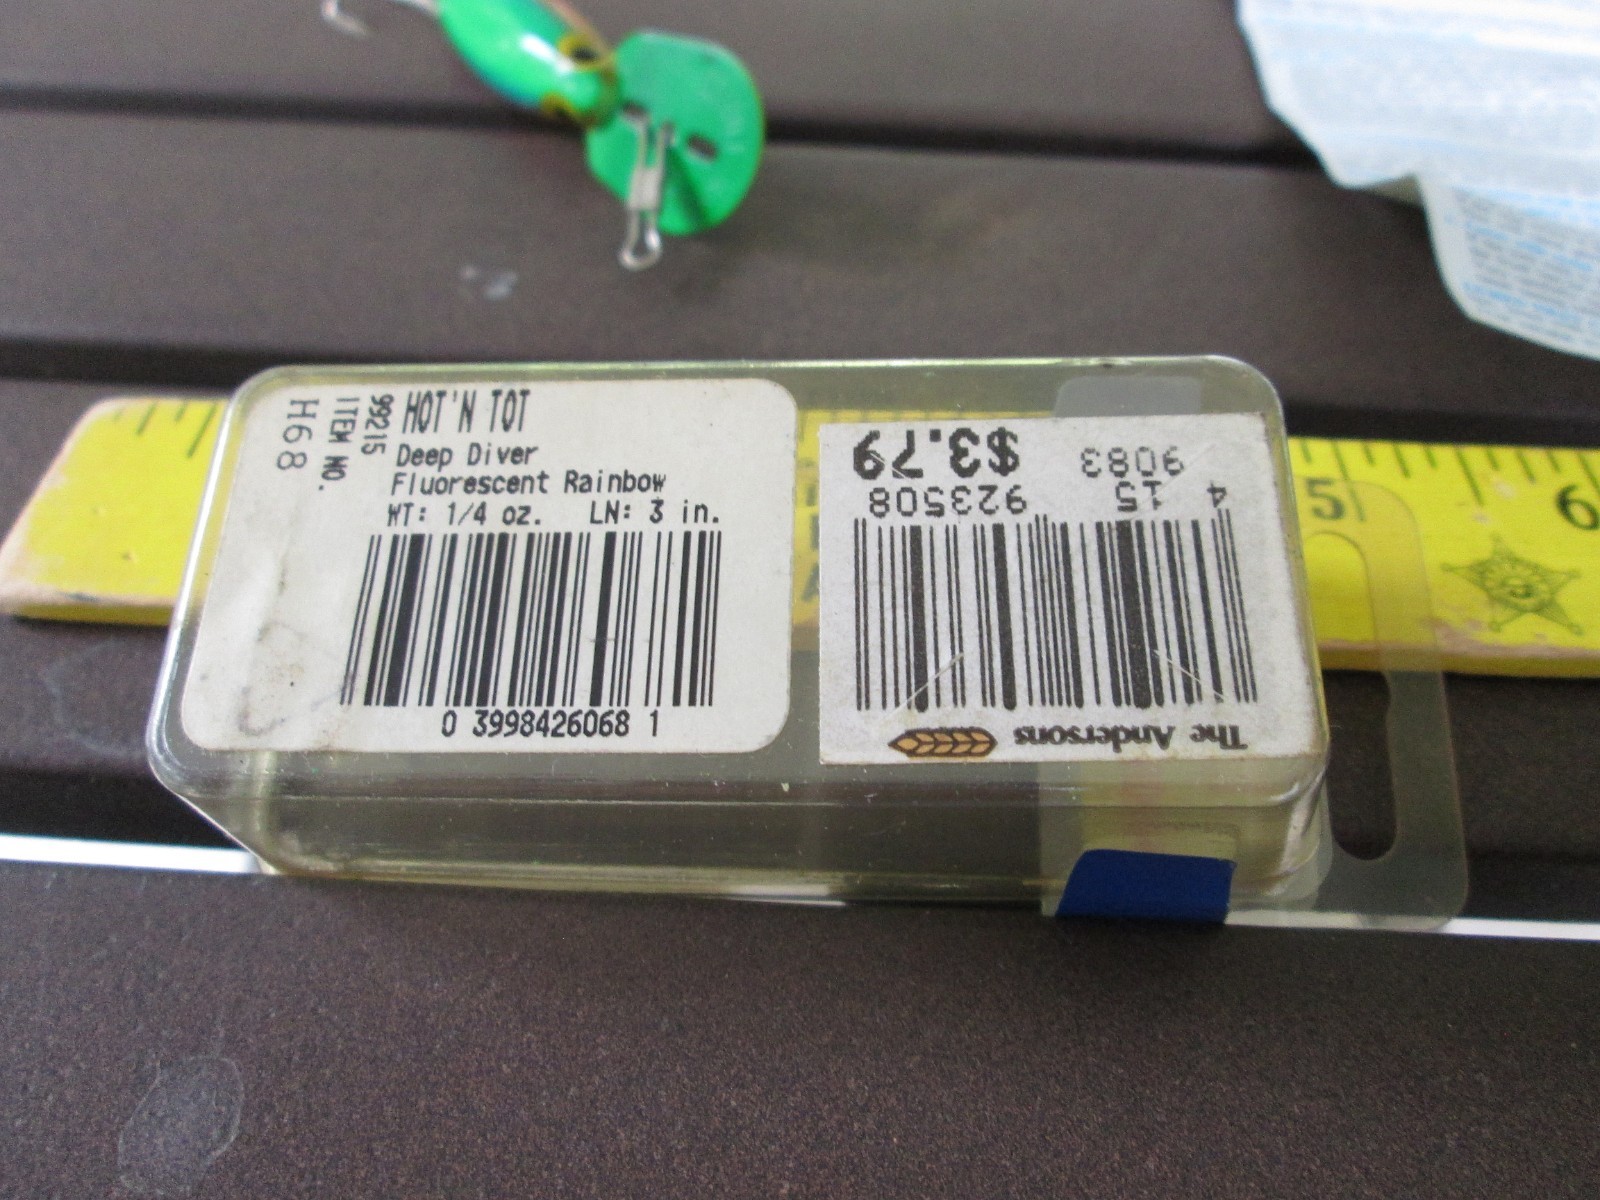 HOT'N TOT
Deep Diver
Fluorescent Rainbow
WT: 1/4 oz. LN: 3 in.
0 3998426068 1
99215
ITEM NO.
H68
The Andersons
4 15 923508
9083 $3.79
5
6